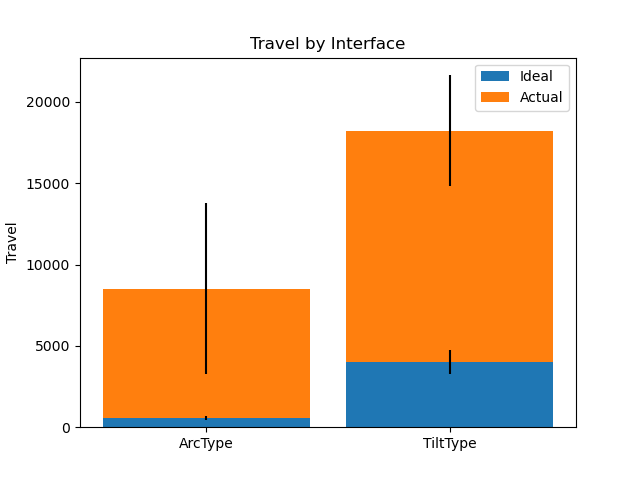 Travel by Interface
Ideal
Actual
Travel
20000
15000
10000
5000
0
ArcType
TiltType